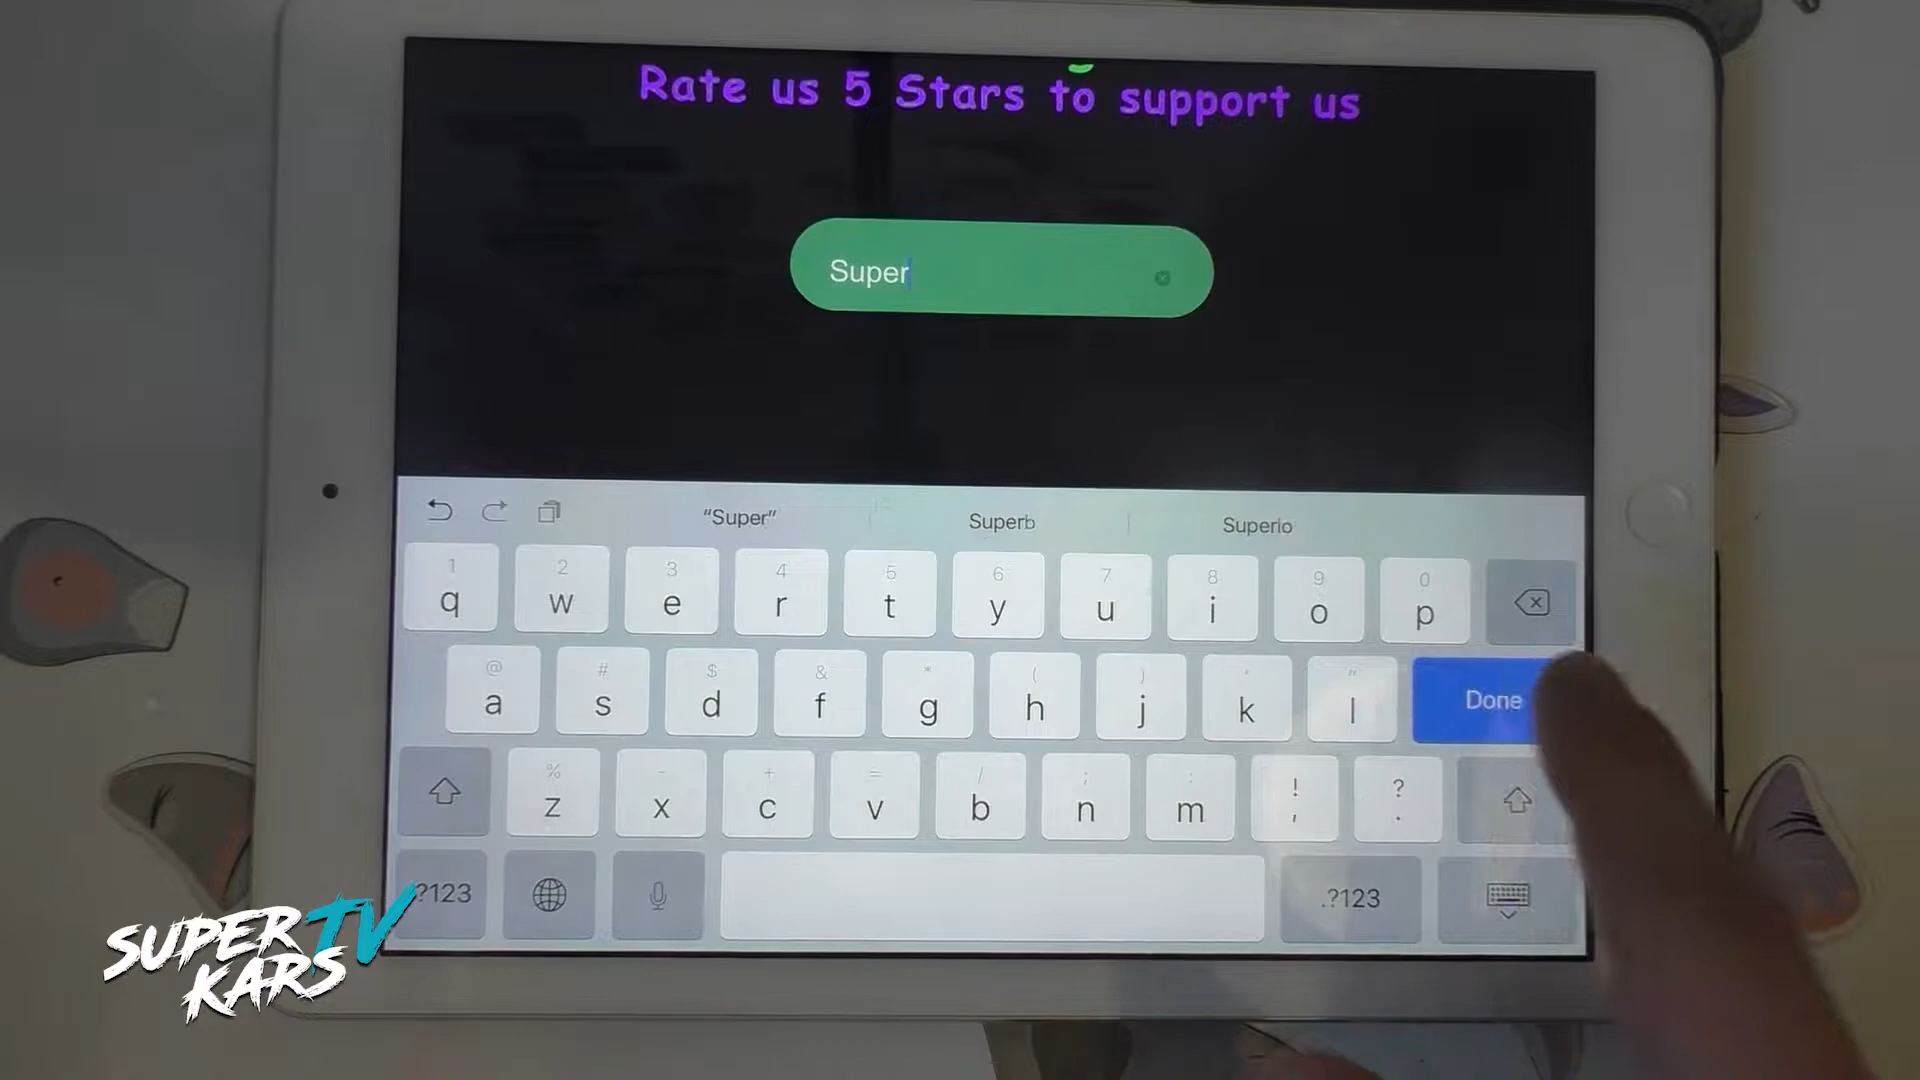 Rate us 5 Stars to support us
Super
“Super” Superb Superio
1 2 3 4 5 6 7 8 9 0
q w e r t y u i o p
@ # $ & * ( ) ' "
a s d f g h j k l Done
% - + = / ; : ! ?
z x c v b n m , .
.?123 .?123
SUPER TV
KARS